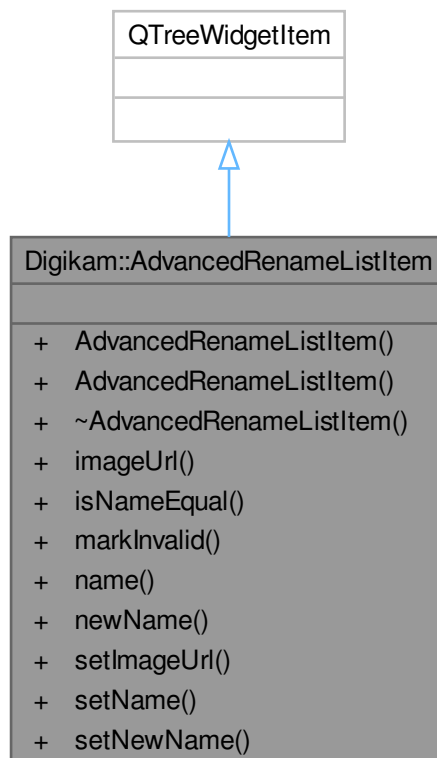 QTreeWidgetItem
Digikam::AdvancedRenameListItem
+ AdvancedRenameListItem()
+ AdvancedRenameListItem()
+ ~AdvancedRenameListItem()
+ imageUrl()
+ isNameEqual()
+ markInvalid()
+ name()
+ newName()
+ setImageUrl()
+ setName()
+ setNewName()